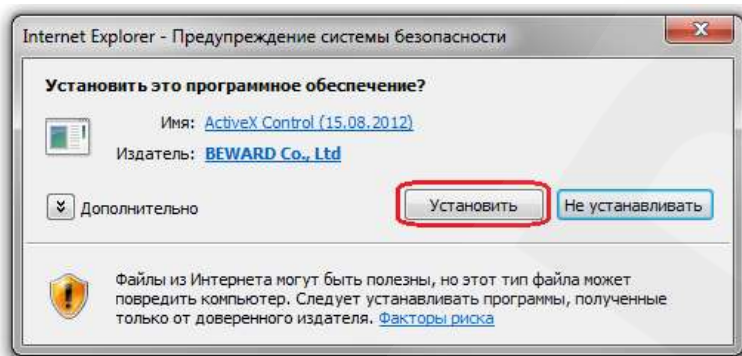 Internet Explorer - Предупреждение системы безопасности
Установить это программное обеспечение?
Имя: ActiveX Control (15.08.2012)
Издатель: BEWARD Co., Ltd
Дополнительно
Установить
Не устанавливать
Файлы из Интернета могут быть полезны, но этот тип файла может
повредить компьютер. Следует устанавливать программы, полученные
только от доверенного издателя. Факторы риска